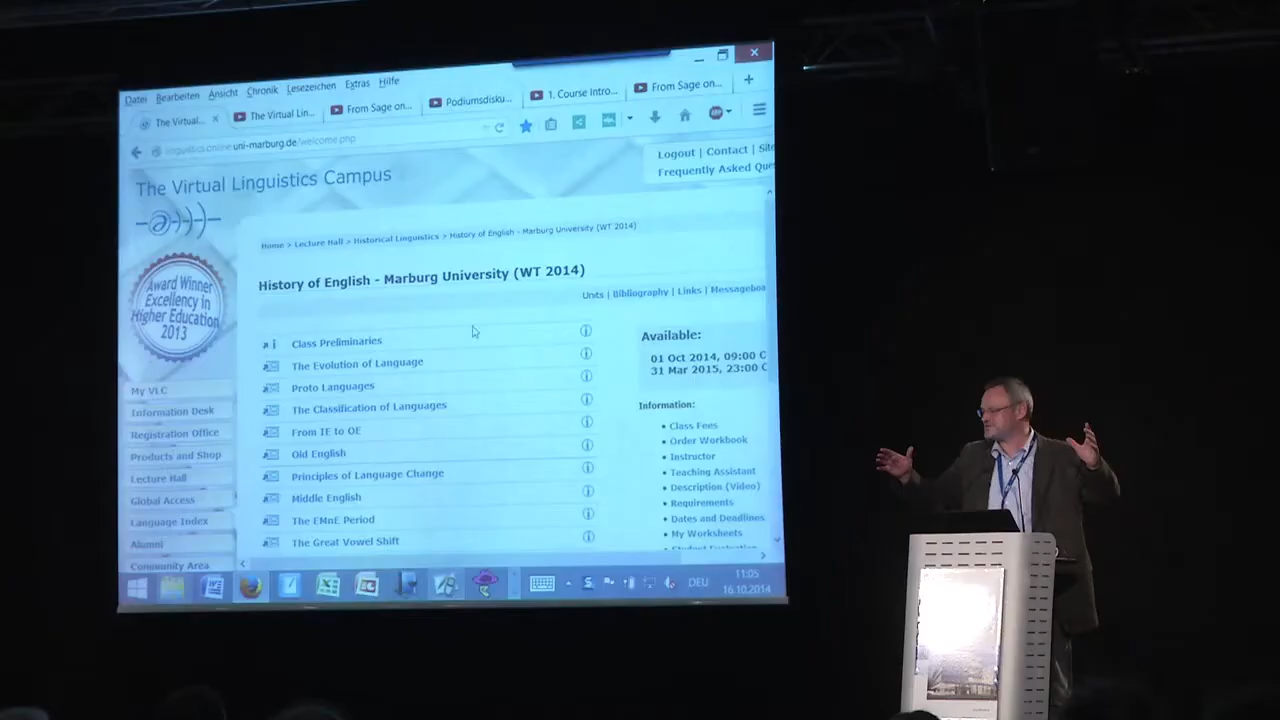 Datei Bearbeiten Ansicht Chronik Lesezeichen Extras Hilfe
The Virtual... The Virtual Lin... From Sage on... Podiumsdisku... 1. Course Intro... From Sage on...
linguistics.online.uni-marburg.de/welcome.php
Logout | Contact | Site
Frequently Asked Que
The Virtual Linguistics Campus
Home > Lecture Hall > Historical Linguistics > History of English - Marburg University (WT 2014)
Award Winner
Excellency in
Higher Education
2013
History of English - Marburg University (WT 2014)
Units | Bibliography | Links | Messageboa
Class Preliminaries
The Evolution of Language
Proto Languages
The Classification of Languages
From IE to OE
Old English
Principles of Language Change
Middle English
The EMnE Period
The Great Vowel Shift
Available:
01 Oct 2014, 09:00 C
31 Mar 2015, 23:00 C
Information:
• Class Fees
• Order Workbook
• Instructor
• Teaching Assistant
• Description (Video)
• Requirements
• Dates and Deadlines
• My Worksheets
My VLC
Information Desk
Registration Office
Products and Shop
Lecture Hall
Global Access
Language Index
Alumni
Community Area
DEU
11:05
16.10.2014